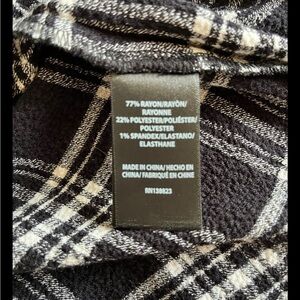 77% RAYON/RAYÓN/
RAYONNE
22% POLYESTER/POLIÉSTER/
POLYESTER
1% SPANDEX/ELASTANO/
ELASTHANE
MADE IN CHINA/ HECHO EN
CHINA/ FABRIQUÉ EN CHINE
RN138823